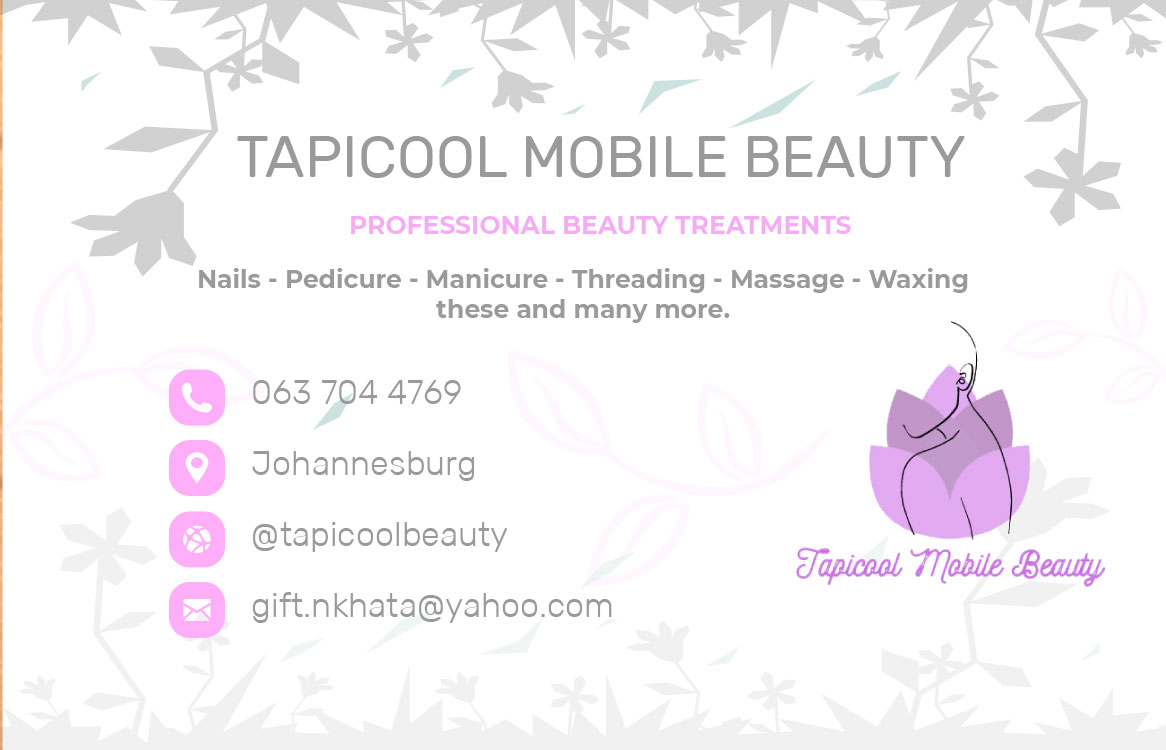 TAPICOOL MOBILE BEAUTY
PROFESSIONAL BEAUTY TREATMENTS
Nails - Pedicure - Manicure - Threading - Massage - Waxing
these and many more.
063 704 4769
Johannesburg
@tapicoolbeauty
gift.nkhata@yahoo.com
Tapicool Mobile Beauty